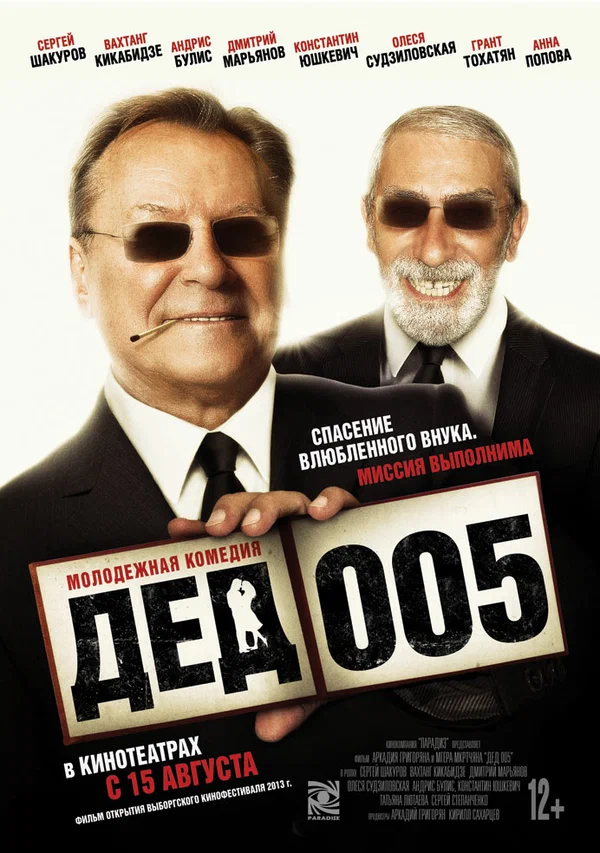 СЕРГЕЙ ШАКУРОВ
ВАХТАНГ КИКАБИДЗЕ
АНДРИС БУЛИС
ДМИТРИЙ МАРЬЯНОВ
КОНСТАНТИН ЮШКЕВИЧ
ОЛЕСЯ СУДЗИЛОВСКАЯ
ГРАНТ ТОХАТЯН
АННА ПОПОВА
СПАСЕНИЕ
ВЛЮБЛЕННОГО ВНУКА.
МИССИЯ ВЫПОЛНИМА
МОЛОДЕЖНАЯ КОМЕДИЯ
ДЕД 005
В КИНОТЕАТРАХ
С 15 АВГУСТА
ФИЛЬМ ОТКРЫТИЯ ВЫБОРГСКОГО КИНОФЕСТИВАЛЯ 2013 г.
PARADISE
КИНОКОМПАНИЯ "ПАРАДИЗ" ПРЕДСТАВЛЯЕТ
ФИЛЬМ АРКАДИЯ ГРИГОРЯНА И МГЕРА МКРТЧЯНА "ДЕД 005"
В РОЛЯХ СЕРГЕЙ ШАКУРОВ ВАХТАНГ КИКАБИДЗЕ ДМИТРИЙ МАРЬЯНОВ
ОЛЕСЯ СУДЗИЛОВСКАЯ АНДРИС БУЛИС, КОНСТАНТИН ЮШКЕВИЧ
ТАТЬЯНА ЛЮТАЕВА СЕРГЕЙ СТЕПАНЧЕНКО
ПРОДЮСЕРЫ АРКАДИЙ ГРИГОРЯН КИРИЛЛ САХАРЦЕВ
12+